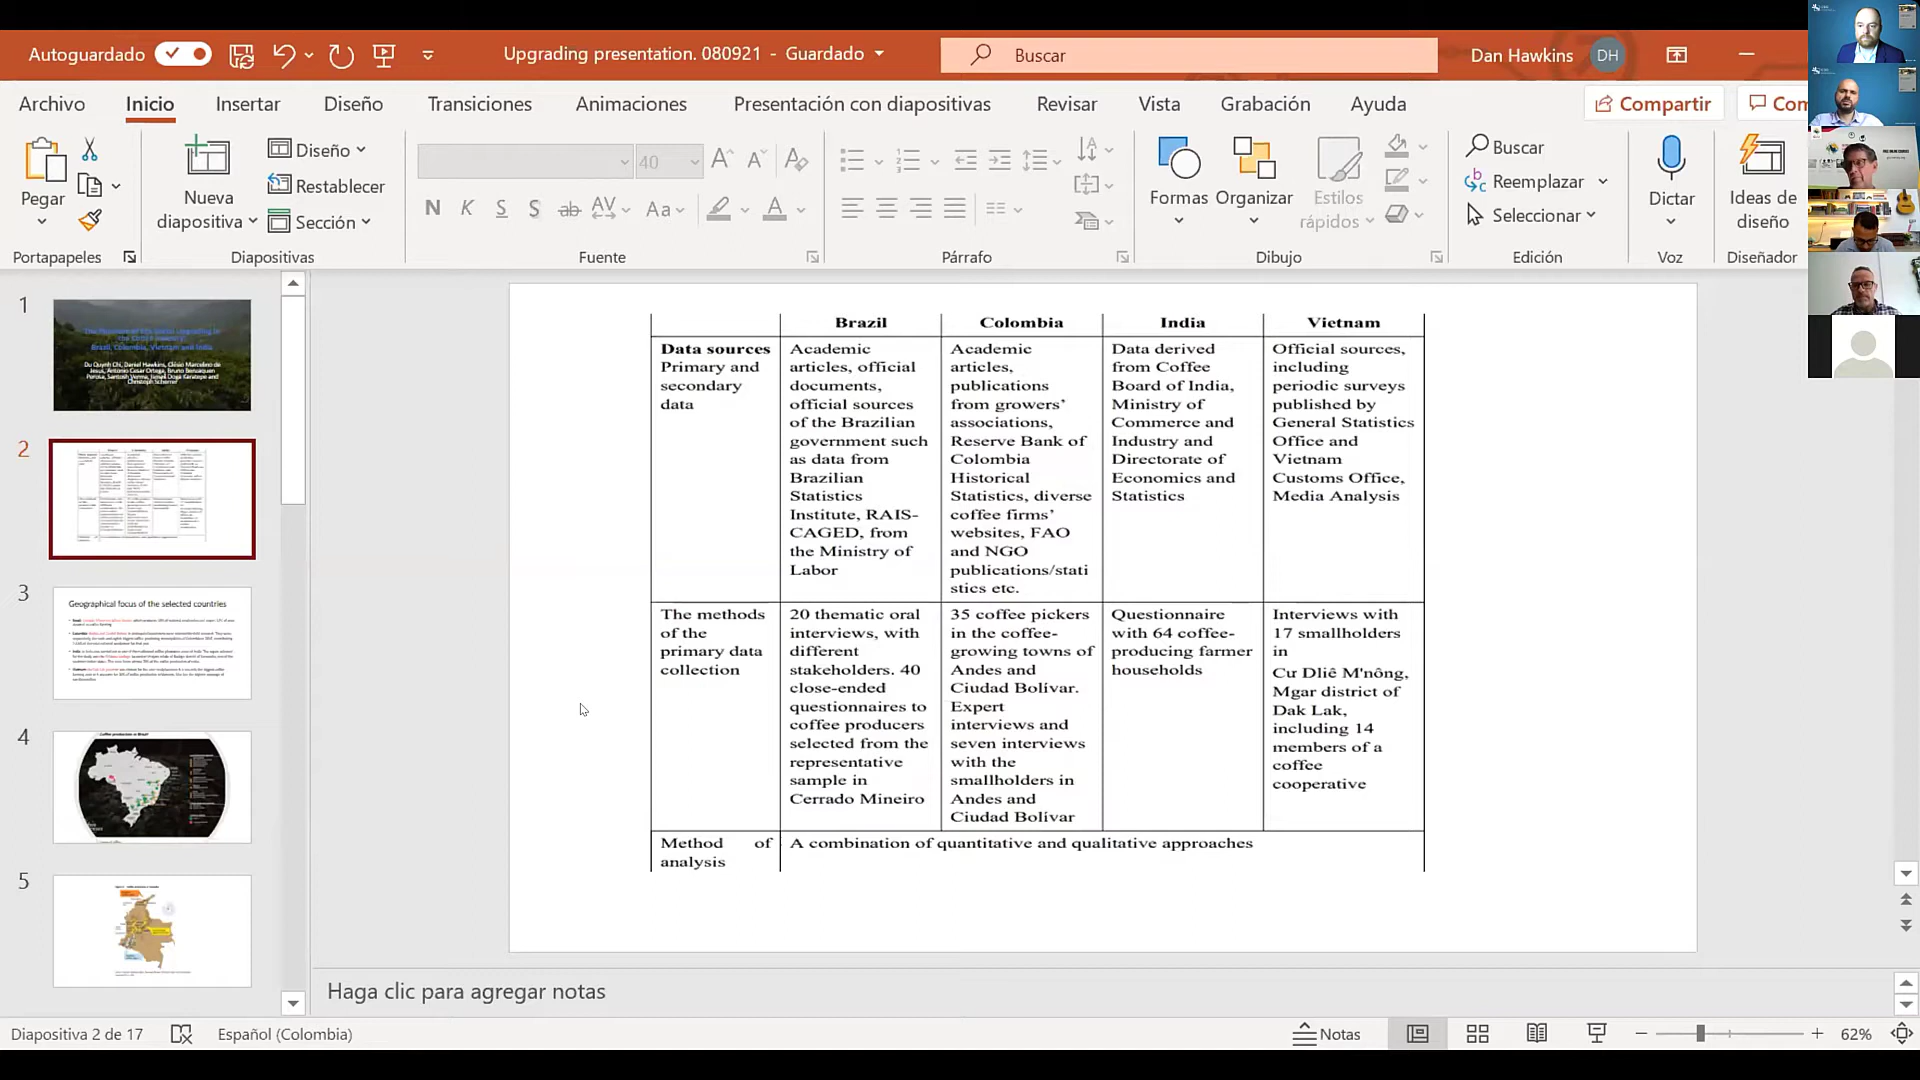 Autoguardado
Upgrading presentation. 080921 - Guardado
Buscar
Dan Hawkins
DH
Archivo
Inicio
Insertar
Diseño
Transiciones
Animaciones
Presentación con diapositivas
Revisar
Vista
Grabación
Ayuda
Compartir
Com
Pegar
Nueva
diapositiva
Diseño
Restablecer
Sección
40
N K S S ab AV Aa A
Formas
Organizar
Estilos
rápidos
Buscar
Reemplazar
Seleccionar
Dictar
Ideas de
diseño
Portapapeles
Diapositivas
Fuente
Párrafo
Dibujo
Edición
Voz
Diseñador
1
2
3
Geographical focus of the selected countries
4
Coffee production in Brazil
5
Brazil
Colombia
India
Vietnam
Data sources
Primary and
secondary
data
Academic
articles, official
documents,
official sources
of the Brazilian
government such
as data from
Brazilian
Statistics
Institute, RAIS-
CAGED, from
the Ministry of
Labor
Academic
articles,
publications
from growers’
associations,
Reserve Bank of
Colombia
Historical
Statistics, diverse
coffee firms’
websites, FAO
and NGO
publications/stati
stics etc.
Data derived
from Coffee
Board of India,
Ministry of
Commerce and
Industry and
Directorate of
Economics and
Statistics
Official sources,
including
periodic surveys
published by
General Statistics
Office and
Vietnam
Customs Office,
Media Analysis
The methods
of the
primary data
collection
20 thematic oral
interviews, with
different
stakeholders. 40
close-ended
questionnaires to
coffee producers
selected from the
representative
sample in
Cerrado Mineiro
35 coffee pickers
in the coffee-
growing towns of
Andes and
Ciudad Bolívar.
Expert
interviews and
seven interviews
with the
smallholders in
Andes and
Ciudad Bolívar
Questionnaire
with 64 coffee-
producing farmer
households
Interviews with
17 smallholders
in
Cư Dliê M'nông,
Mgar district of
Dak Lak,
including 14
members of a
coffee
cooperative
Method of
analysis
A combination of quantitative and qualitative approaches
Haga clic para agregar notas
Diapositiva 2 de 17
Español (Colombia)
Notas
62%